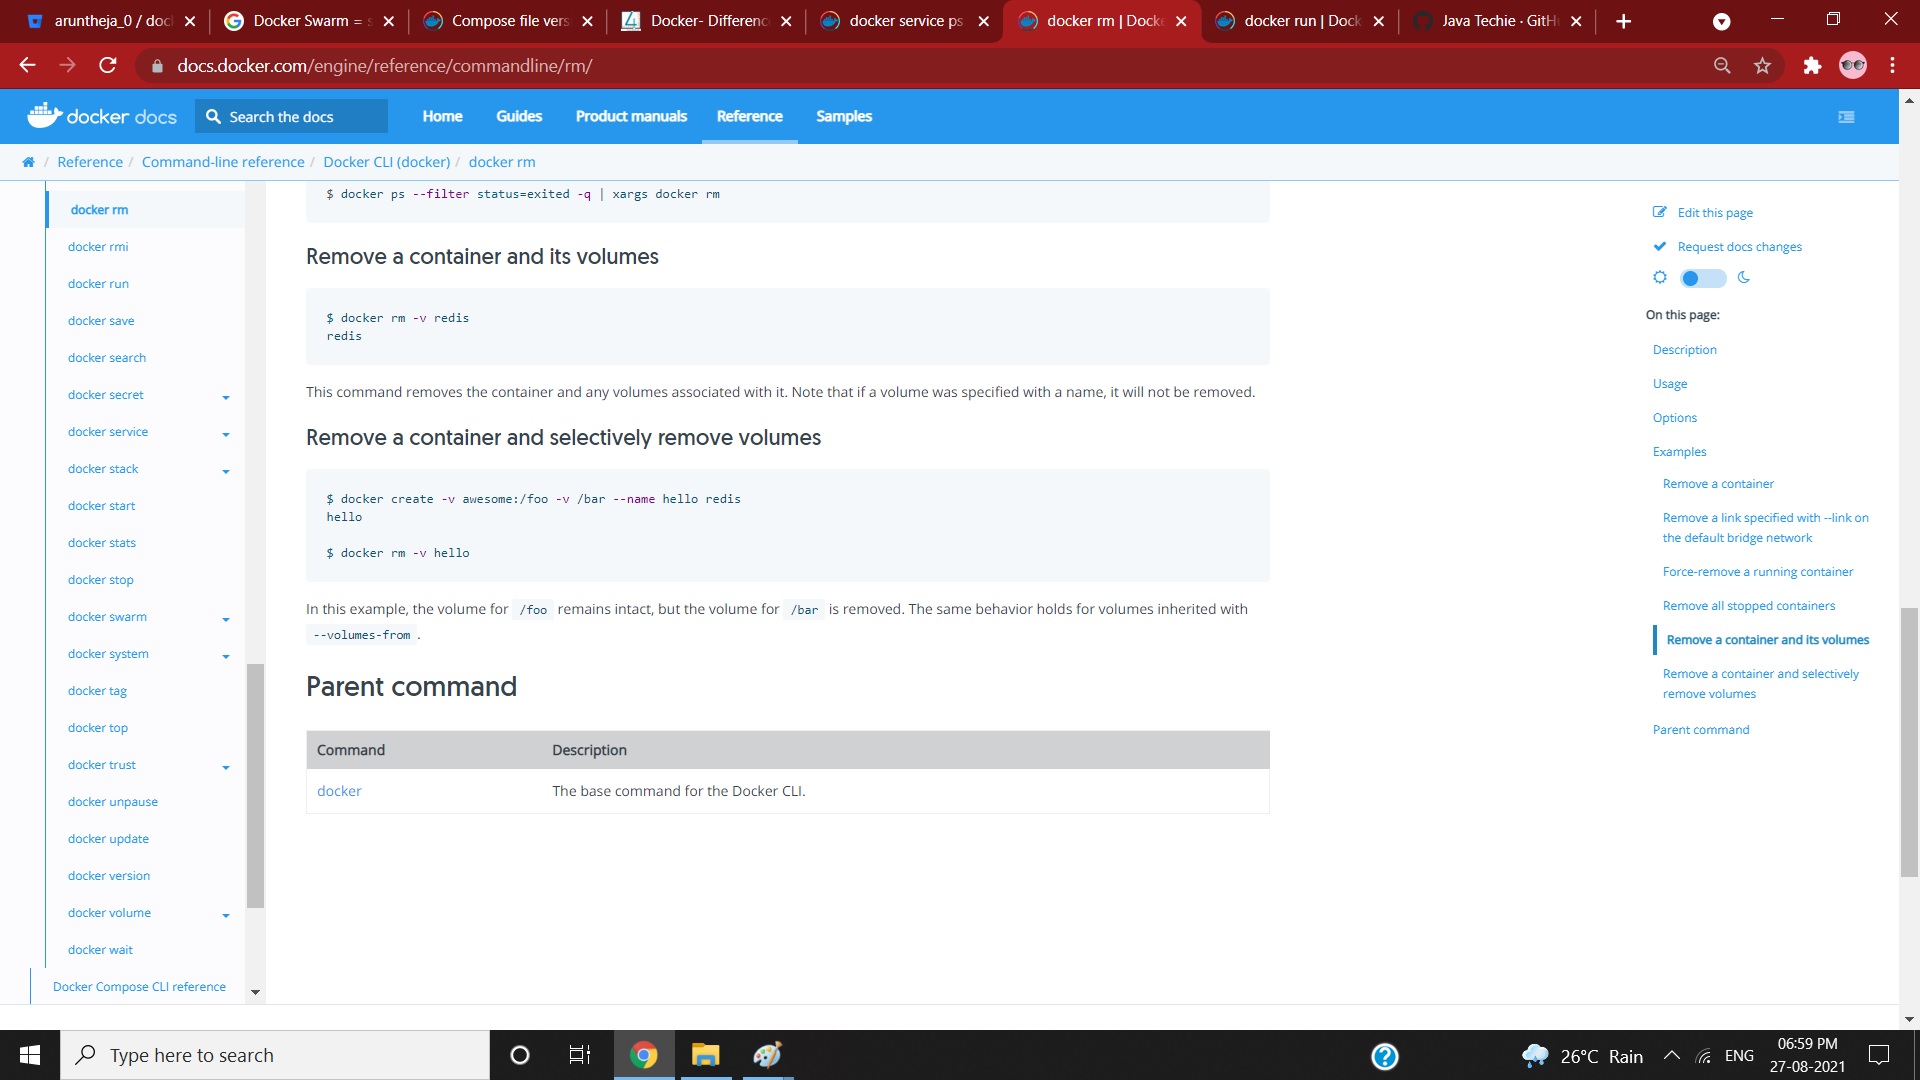 aruntheja_0 / doc
Docker Swarm = s
Compose file vers
Docker- Differenc
docker service ps
docker rm | Docke
docker run | Dock
Java Techie · GitH
docs.docker.com/engine/reference/commandline/rm/
docker docs
Search the docs
Home
Guides
Product manuals
Reference
Samples
/ Reference / Command-line reference / Docker CLI (docker) / docker rm
docker rm
docker rmi
docker run
docker save
docker search
docker secret
docker service
docker stack
docker start
docker stats
docker stop
docker swarm
docker system
docker tag
docker top
docker trust
docker unpause
docker update
docker version
docker volume
docker wait
Docker Compose CLI reference
$ docker ps --filter status=exited -q | xargs docker rm
Remove a container and its volumes
$ docker rm -v redis
redis
This command removes the container and any volumes associated with it. Note that if a volume was specified with a name, it will not be removed.
Remove a container and selectively remove volumes
$ docker create -v awesome:/foo -v /bar --name hello redis
hello
$ docker rm -v hello
In this example, the volume for /foo remains intact, but the volume for /bar is removed. The same behavior holds for volumes inherited with
--volumes-from .
Parent command
Command Description
docker The base command for the Docker CLI.
Edit this page
Request docs changes
On this page:
Description
Usage
Options
Examples
Remove a container
Remove a link specified with --link on
the default bridge network
Force-remove a running container
Remove all stopped containers
Remove a container and its volumes
Remove a container and selectively
remove volumes
Parent command
Type here to search
26°C Rain
ENG
06:59 PM
27-08-2021